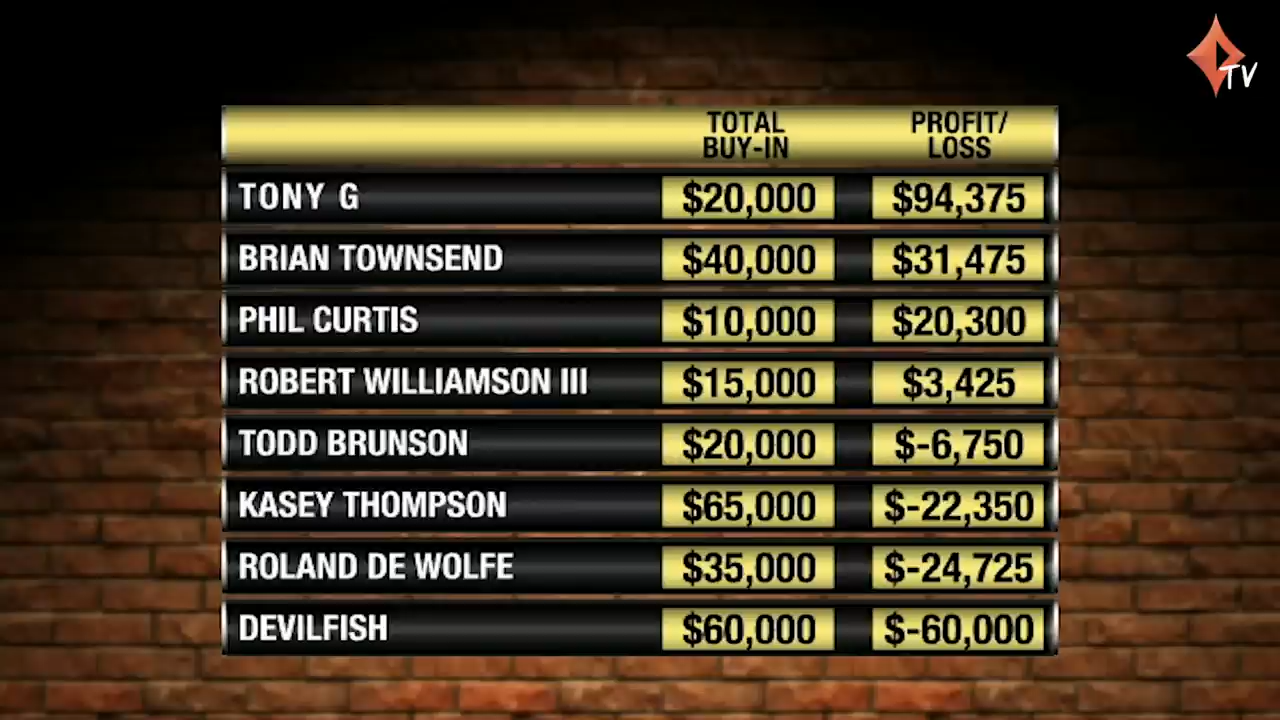 TV
TOTAL PROFIT/
BUY-IN LOSS
TONY G $20,000 $94,375
BRIAN TOWNSEND $40,000 $31,475
PHIL CURTIS $10,000 $20,300
ROBERT WILLIAMSON III $15,000 $3,425
TODD BRUNSON $20,000 $-6,750
KASEY THOMPSON $65,000 $-22,350
ROLAND DE WOLFE $35,000 $-24,725
DEVILFISH $60,000 $-60,000